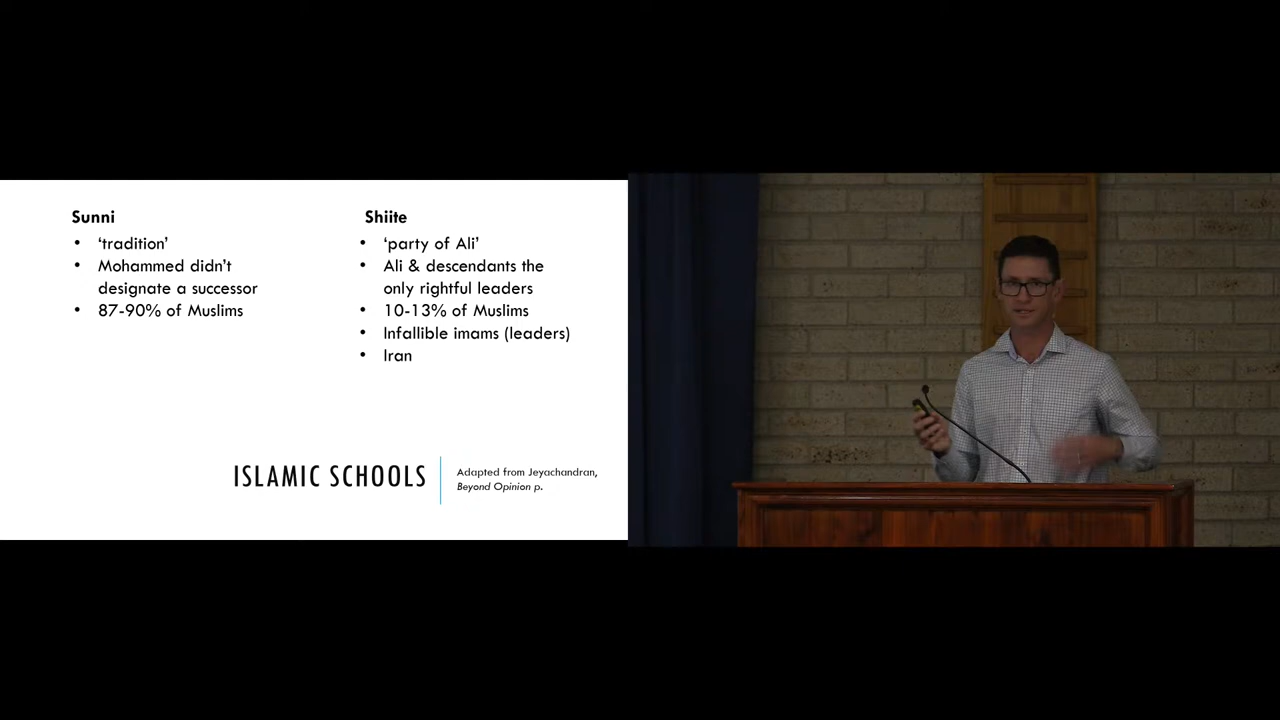 Sunni
• 'tradition'
• Mohammed didn't
designate a successor
• 87-90% of Muslims
Shiite
• 'party of Ali'
• Ali & descendants the
only rightful leaders
• 10-13% of Muslims
• Infallible imams (leaders)
• Iran
ISLAMIC SCHOOLS
Adapted from Jeyachandran,
Beyond Opinion p.